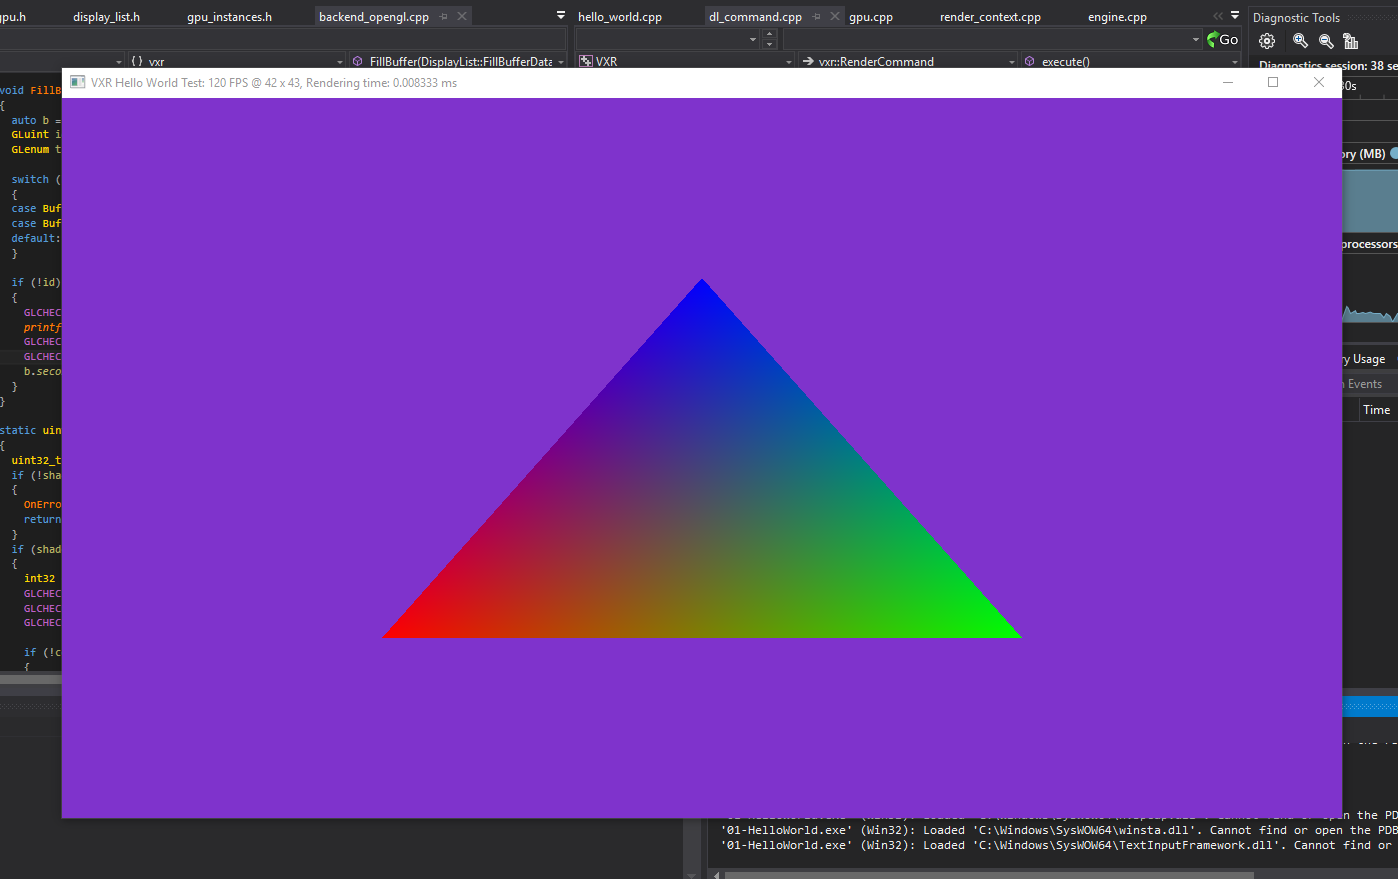 gpu.h display_list.h gpu_instances.h backend_opengl.cpp hello_world.cpp dl_command.cpp gpu.cpp render_context.cpp engine.cpp Diagnostic Tools
Go
{ } vxr FillBuffer(DisplayList::FillBufferData VXR vxr::RenderCommand execute()
Diagnostics session: 38 se
VXR Hello World Test: 120 FPS @ 42 x 43, Rendering time: 0.008333 ms
30s
void FillB
{
auto b =
GLuint i
GLenum t
ory (MB)
switch (
{
case Buf
case Buf
default:
processors
}
if (!id)
{
GLCHEC
printf
GLCHEC
GLCHEC
ry Usage
b.seco
Events
}
Time
}
static uin
{
uint32_t
if (!sha
{
OnErro
return
}
if (shad
{
int32
GLCHEC
GLCHEC
GLCHEC
if (!c
{
'01-HelloWorld.exe' (Win32): Loaded 'C:\Windows\SysWOW64\winsta.dll'. Cannot find or open the PDB
'01-HelloWorld.exe' (Win32): Loaded 'C:\Windows\SysWOW64\TextInputFramework.dll'. Cannot find or